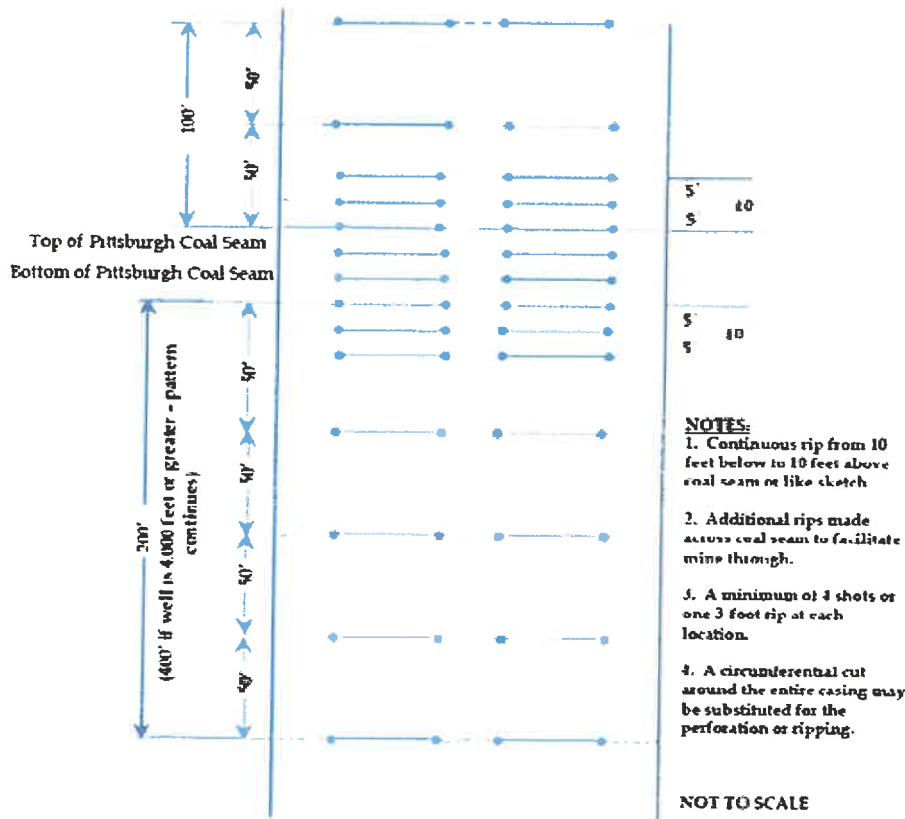 50'
100'
50'
5'
10
5'
Top of Pittsburgh Coal Seam
Bottom of Pittsburgh Coal Seam
5'
10
5'
50'
50'
200'
(400' if well is 4,000 feet or greater - pattern
continues)
50'
50'
NOTES:
1. Continuous rip from 10
feet below to 10 feet above
coal seam or like sketch
2. Additional rips made
across coal seam to facilitate
mine through.
3. A minimum of 4 shots or
one 3 foot rip at each
location.
4. A circumferential cut
around the entire casing may
be substituted for the
perforation or ripping.
NOT TO SCALE